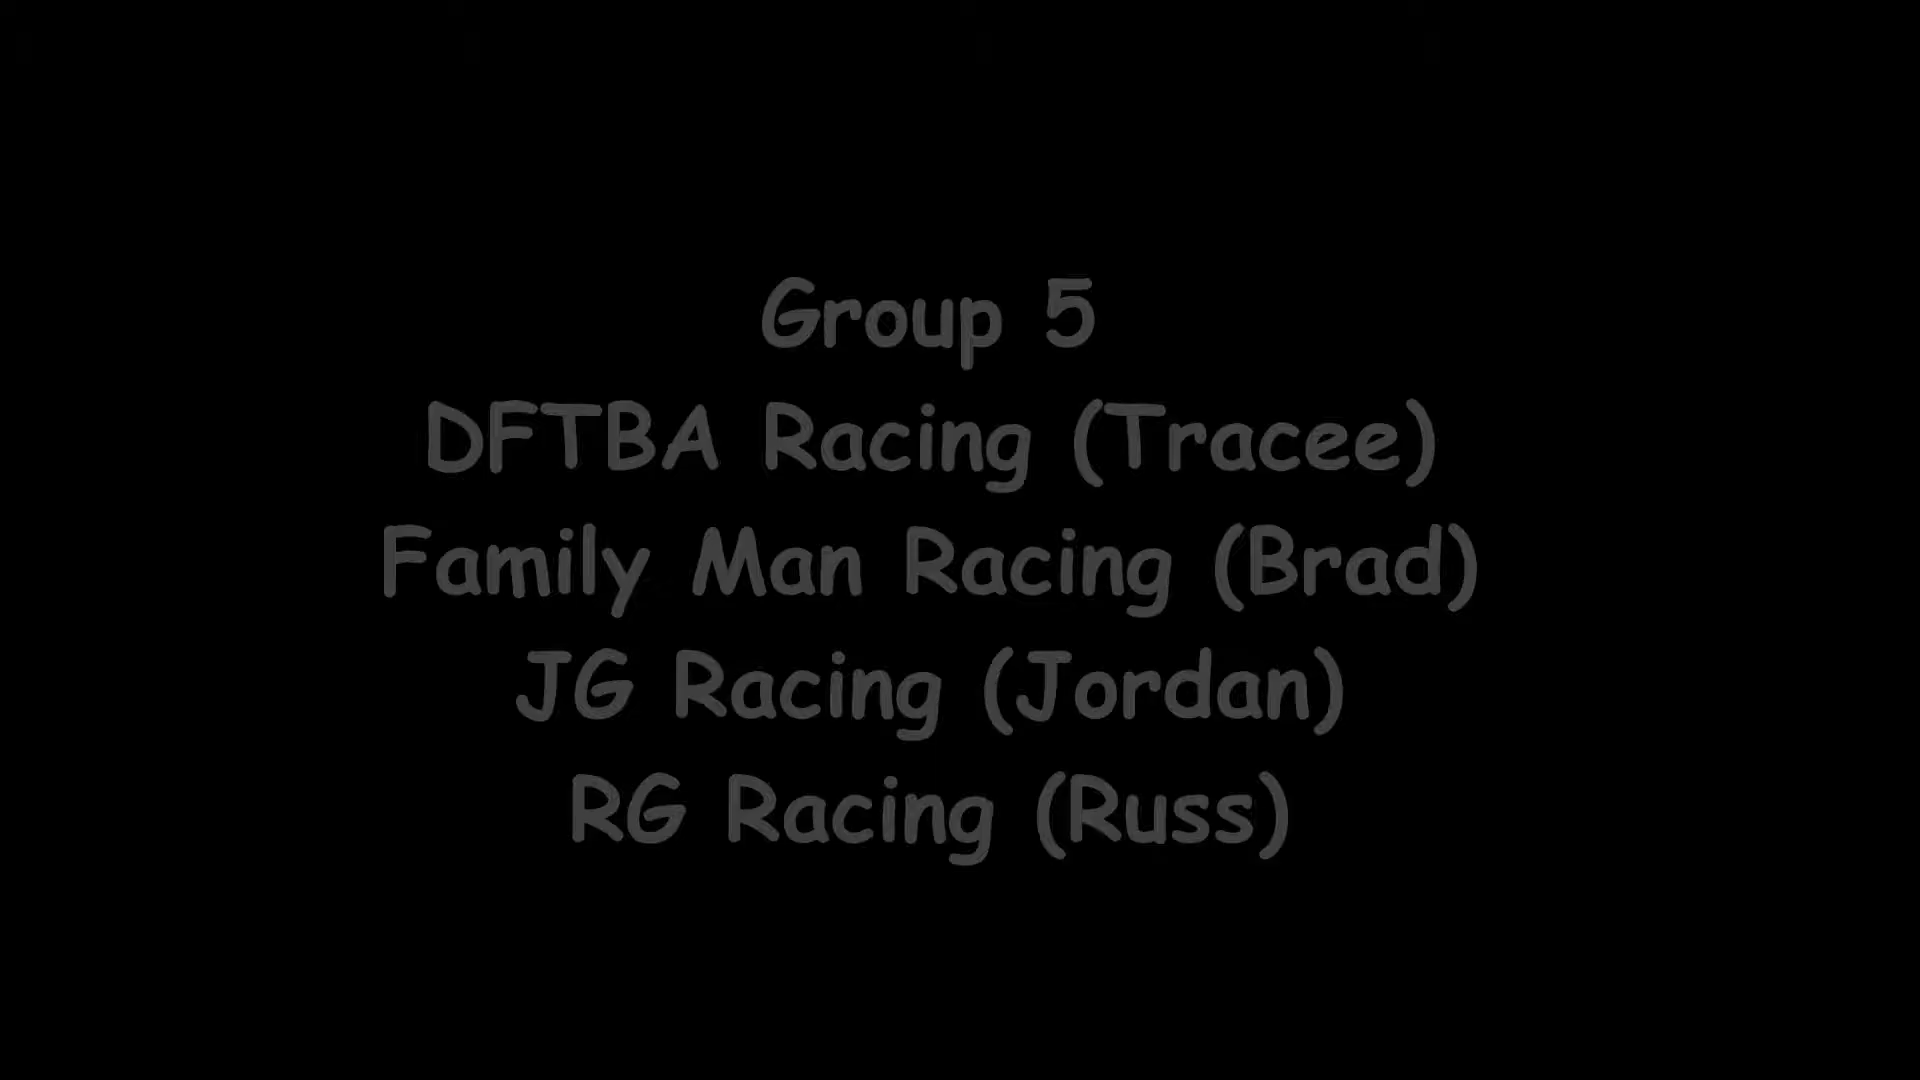 Group 5
DFTBA Racing (Tracee)
Family Man Racing (Brad)
JG Racing (Jordan)
RG Racing (Russ)